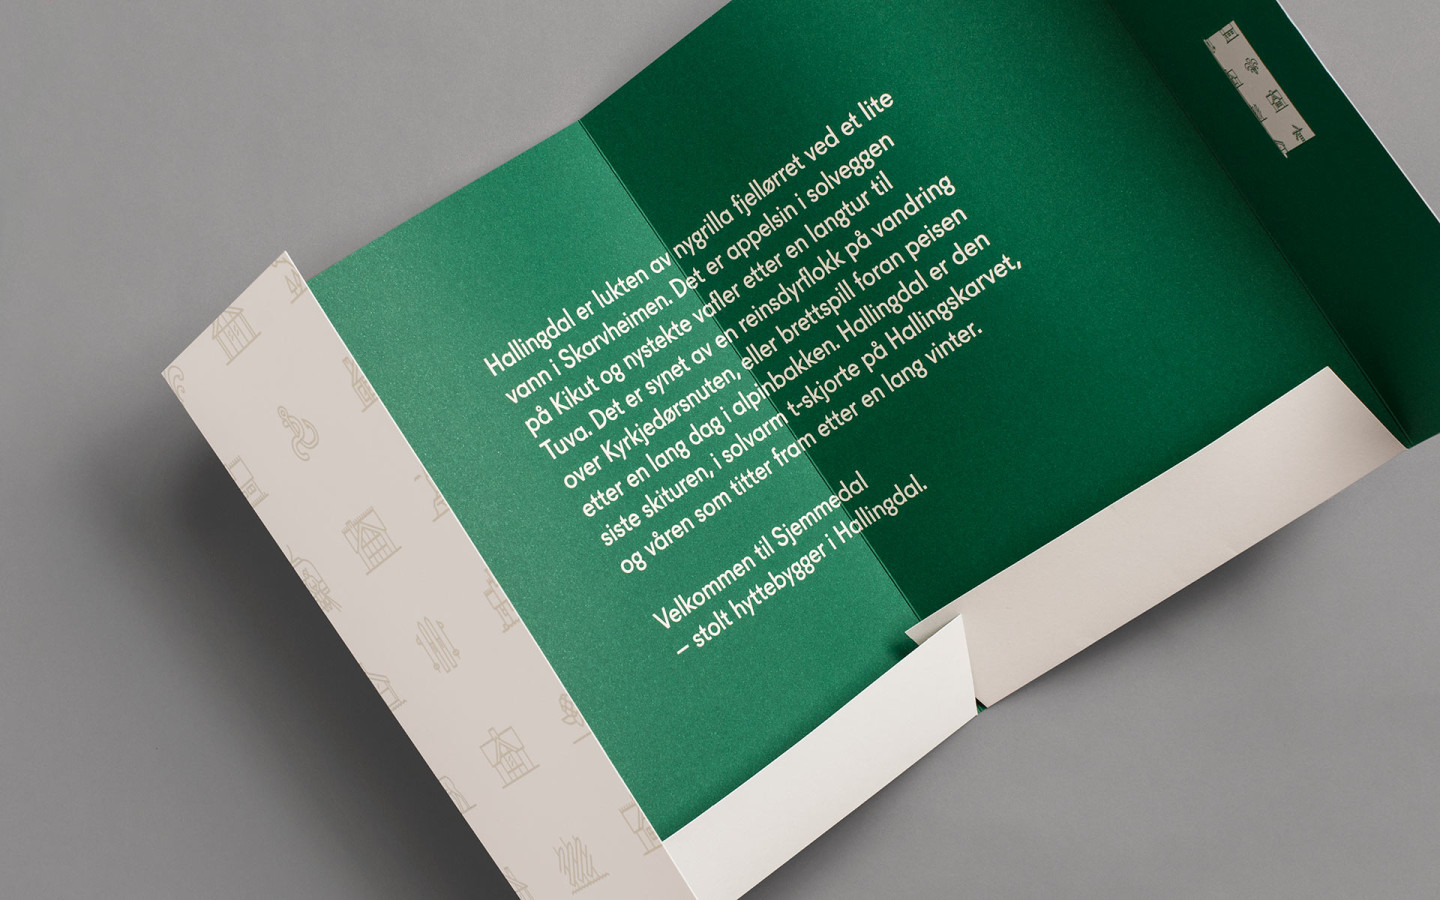 Hallingdal er lukten av nygrilla fjellørret ved et lite
vann i Skarvheimen. Det er appelsin i solveggen
på Kikut og nystekte vafler etter en langtur til
Tuva. Det er synet av en reinsdyrflokk på vandring
over Kyrkjedørsnuten, eller brettspill foran peisen
etter en lang dag i alpinbakken. Hallingdal er den
siste skituren, i solvarm t-skjorte på Hallingskarvet,
og våren som titter fram etter en lang vinter.
Velkommen til Sjemmedal
– stolt hyttebygger i Hallingdal.